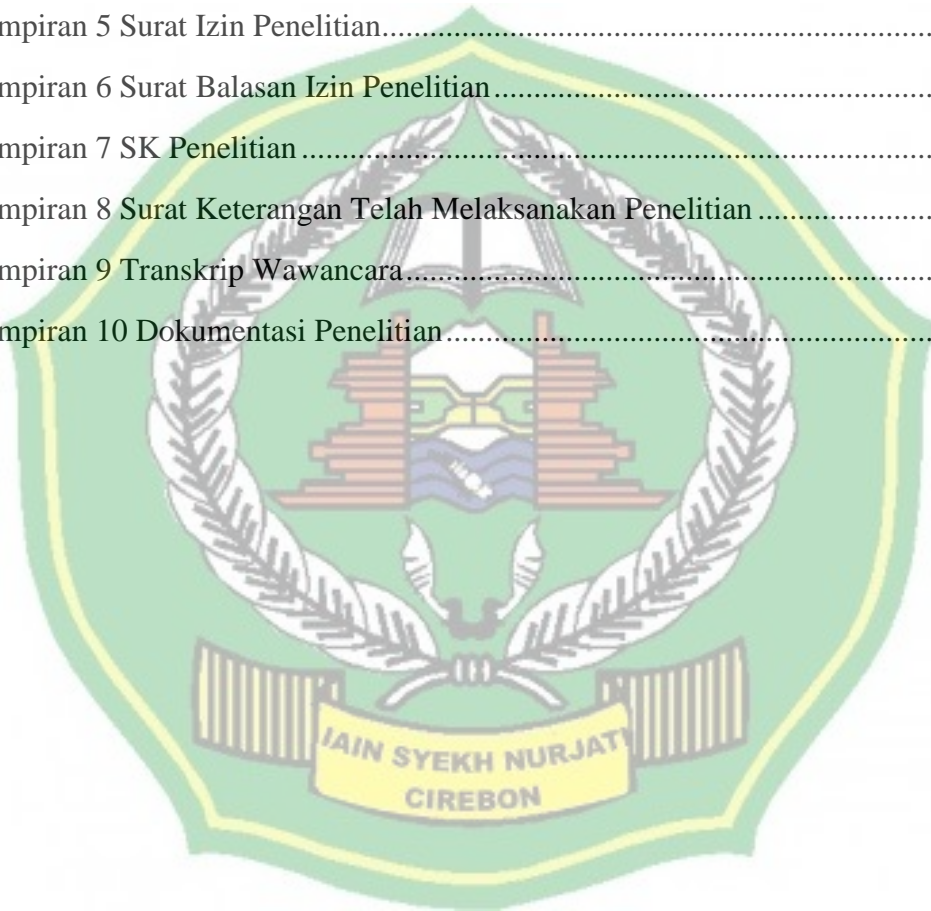 mpiran 5 Surat Izin Penelitian........................................................................
mpiran 6 Surat Balasan Izin Penelitian.......................................................
mpiran 7 SK Penelitian...............................................................................
mpiran 8 Surat Keterangan Telah Melaksanakan Penelitian......................
mpiran 9 Transkrip Wawancara..................................................................
mpiran 10 Dokumentasi Penelitian.............................................................
IAIN SYEKH NURJATI
CIREBON